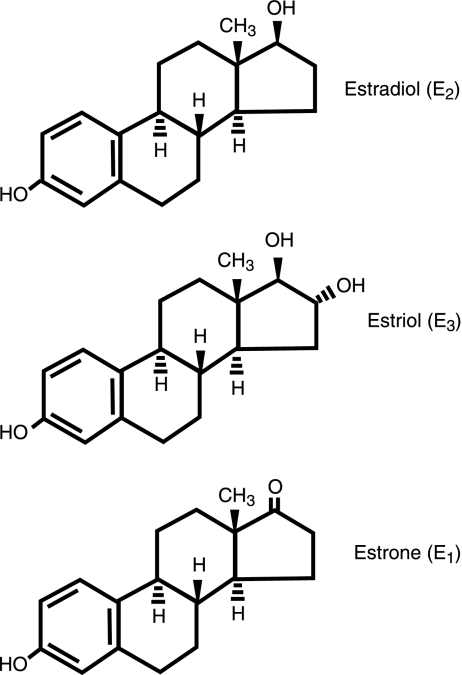 OH
CH3
Estradiol (E2)
H
H
H
HO
OH
CH3
OH
Estriol (E3)
H
H
H
HO
O
CH3
Estrone (E1)
H
H
H
HO